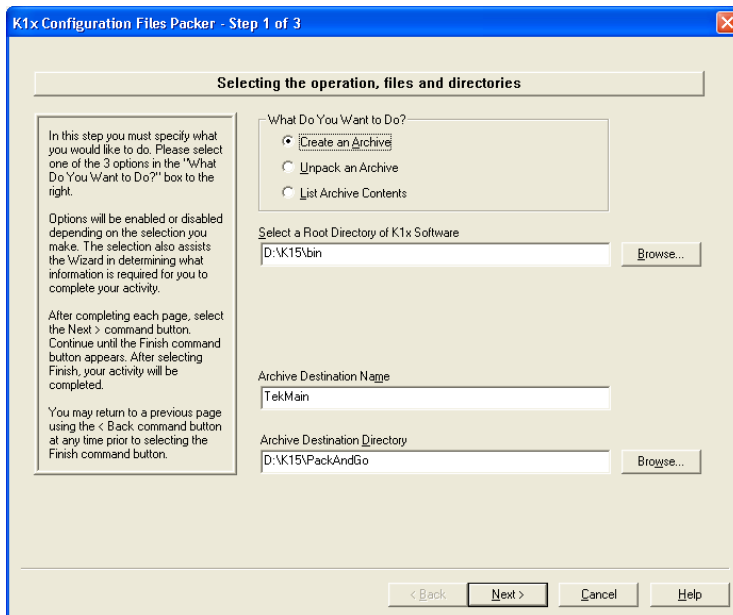 K1x Configuration Files Packer - Step 1 of 3
Selecting the operation, files and directories
In this step you must specify what
you would like to do. Please select
one of the 3 options in the "What
Do You Want to Do?" box to the
right.
Options will be enabled or disabled
depending on the selection you
make. The selection also assists
the Wizard in determining what
information is required for you to
complete your activity.
After completing each page, select
the Next > command button.
Continue until the Finish command
button appears. After selecting
Finish, your activity will be
completed.
You may return to a previous page
using the < Back command button
at any time prior to selecting the
Finish command button.
What Do You Want to Do?
Create an Archive
Unpack an Archive
List Archive Contents
Select a Root Directory of K1x Software
D:\K15\bin
Browse...
Archive Destination Name
TekMain
Archive Destination Directory
D:\K15\PackAndGo
Browse...
< Back
Next >
Cancel
Help